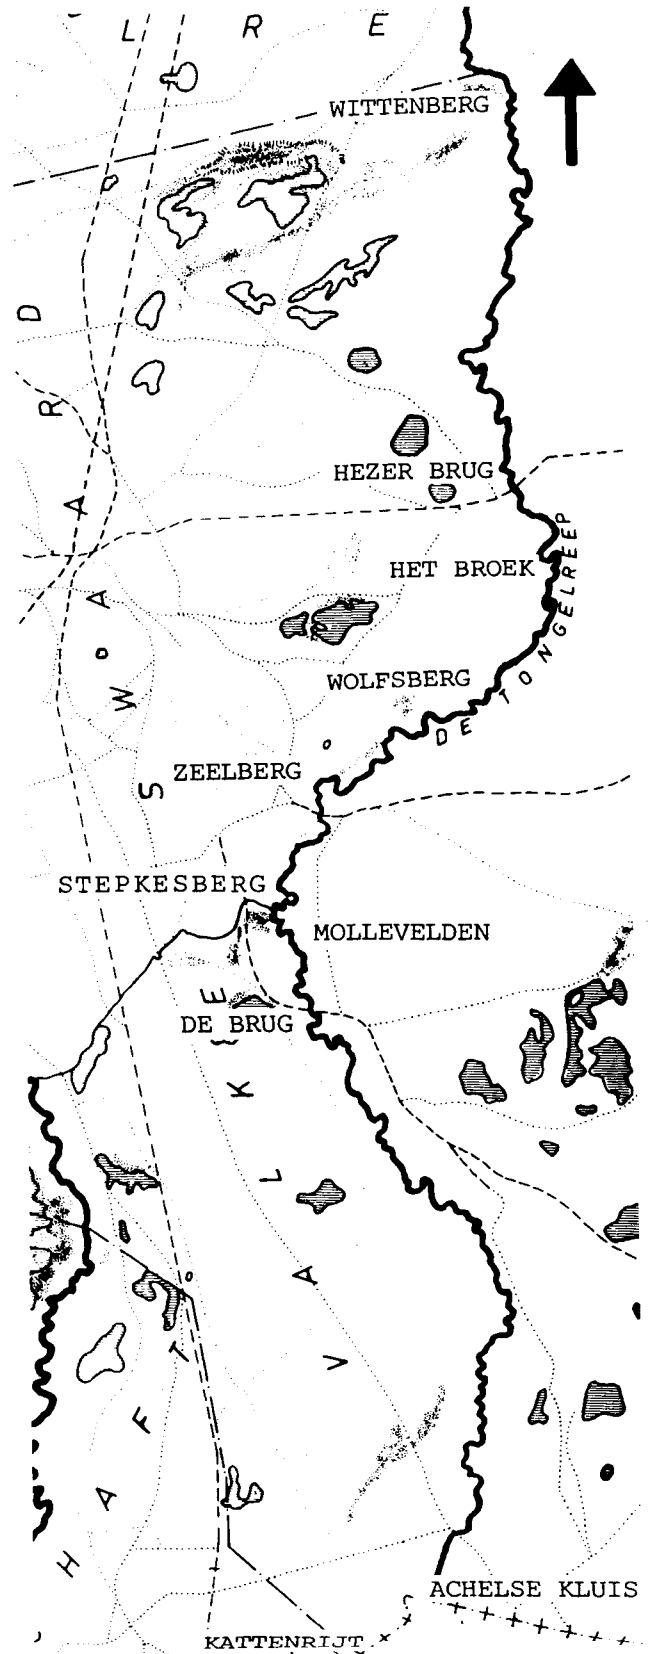 L R E
WITTENBERG
HEZER BRUG
HET BROEK
WOLFSBERG
DE TONGELREEP
ZEELBERG
STEPKESBERG
MOLLEVELDEN
DE BRUG
V A L K E S W A A R D
H A F T
ACHELSE KLUIS
KATTENRIJT